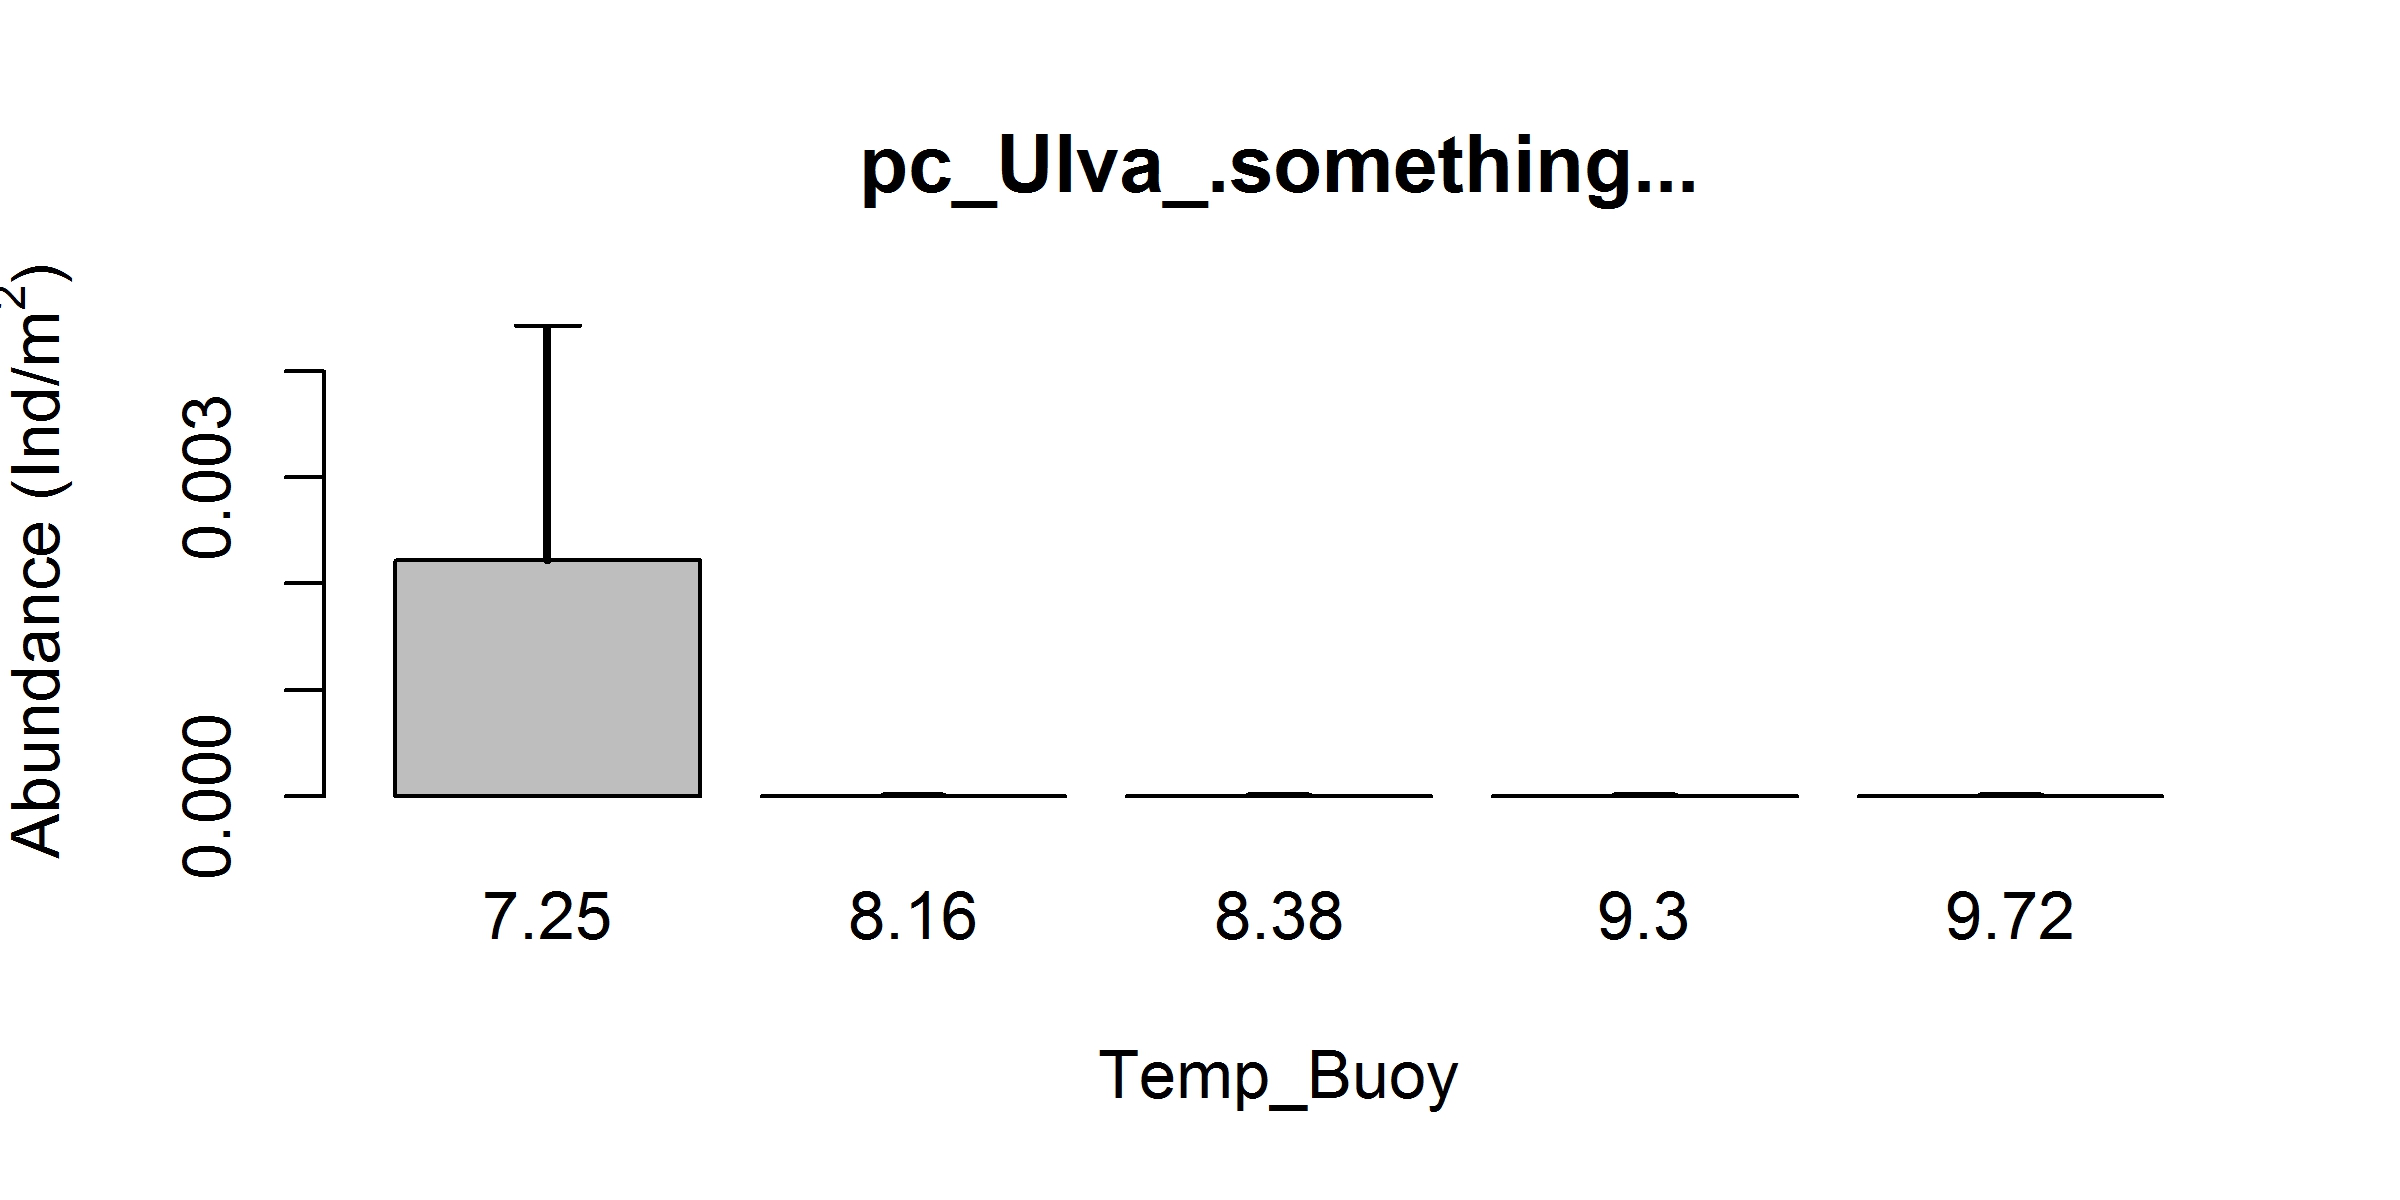 pc_Ulva_.something...
Abundance (Ind/m²)
0.003
0.000
7.25 8.16 8.38 9.3 9.72
Temp_Buoy